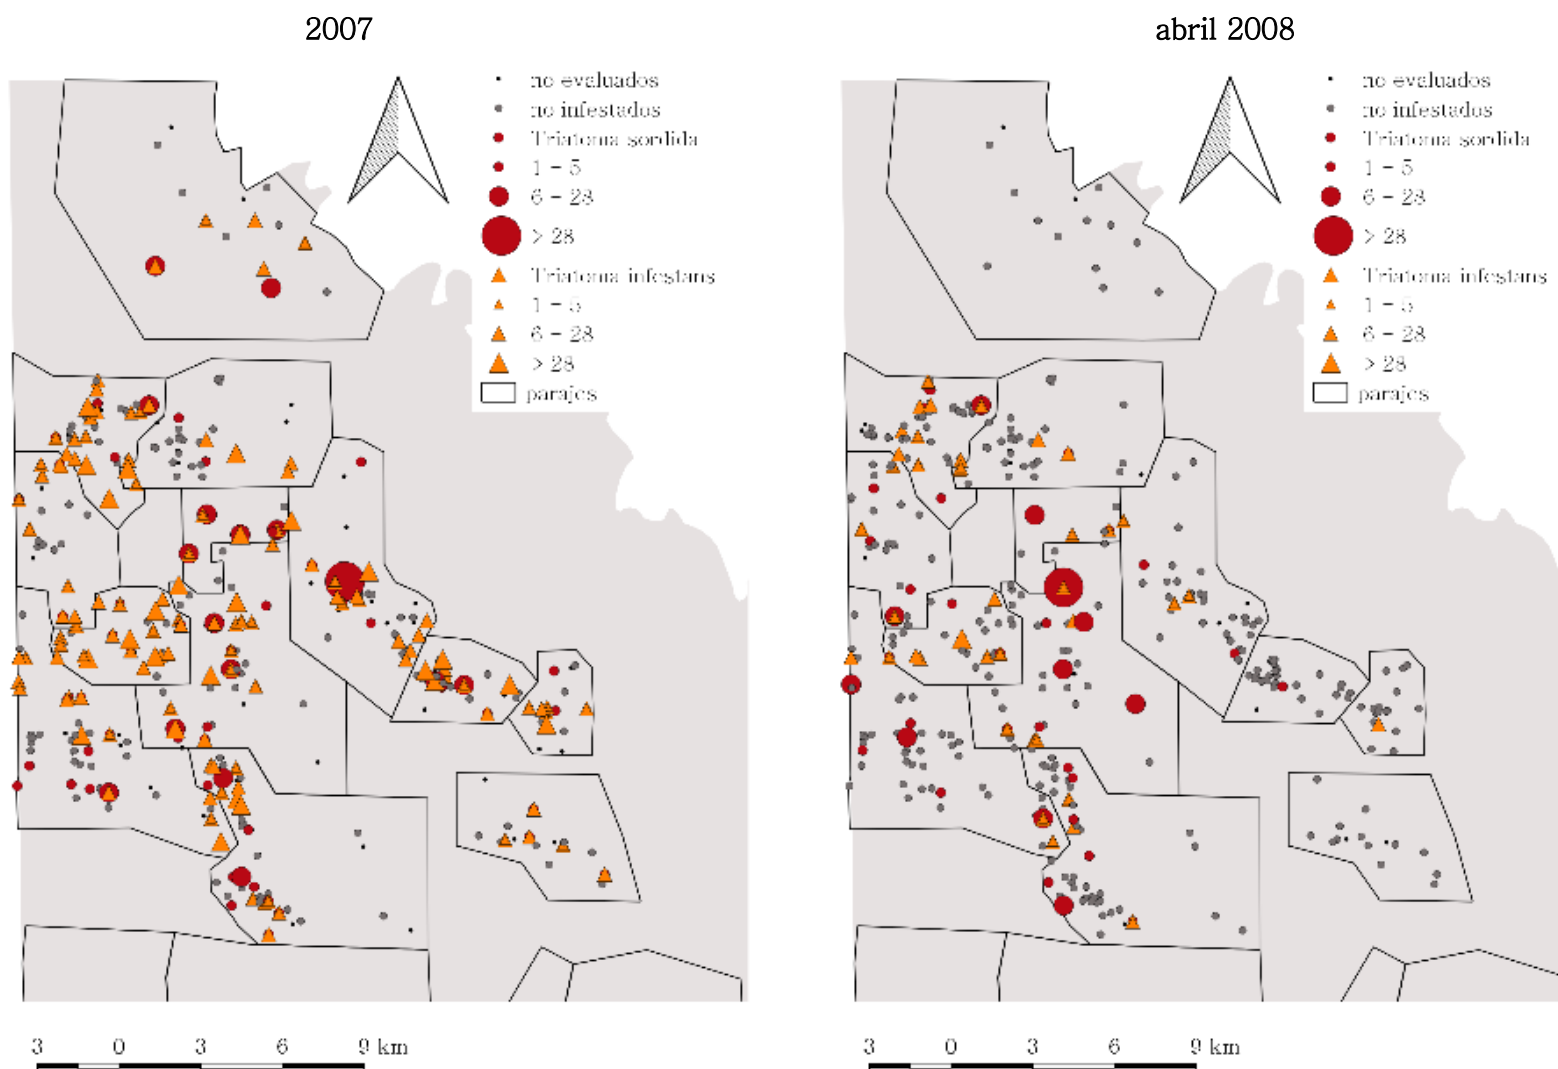 2007
no evaluados
no infestados
Triatoma sordida
1 - 5
6 - 28
> 28
Triatoma infestans
1 - 5
6 - 28
> 28
parajes
3 0 3 6 9 km
abril 2008
no evaluados
no infestados
Triatoma sordida
1 - 5
6 - 28
> 28
Triatoma infestans
1 - 5
6 - 28
> 28
parajes
3 0 3 6 9 km